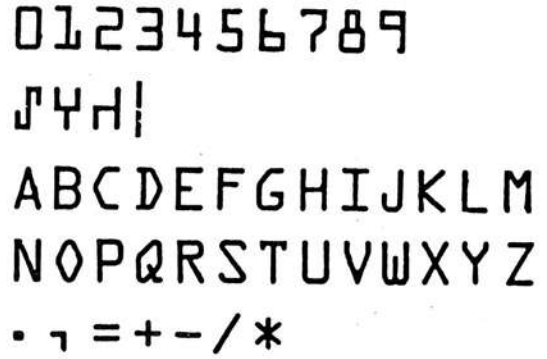 0123456789
⑀⑂⑁|
ABCDEFGHIJKLM
NOPQRSTUVWXYZ
. , = + - / *